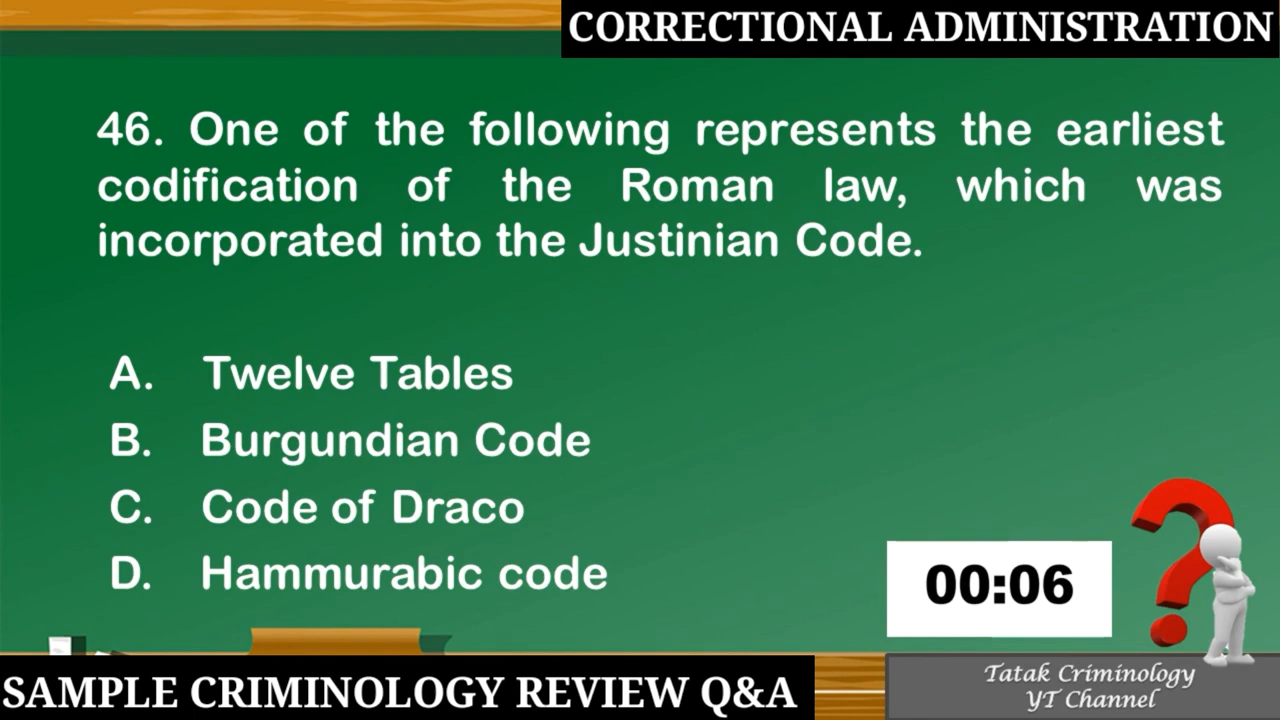 CORRECTIONAL ADMINISTRATION
46. One of the following represents the earliest
codification of the Roman law, which was
incorporated into the Justinian Code.
A. Twelve Tables
B. Burgundian Code
C. Code of Draco
D. Hammurabic code
00:06
Tatak Criminology
YT Channel
SAMPLE CRIMINOLOGY REVIEW Q&A